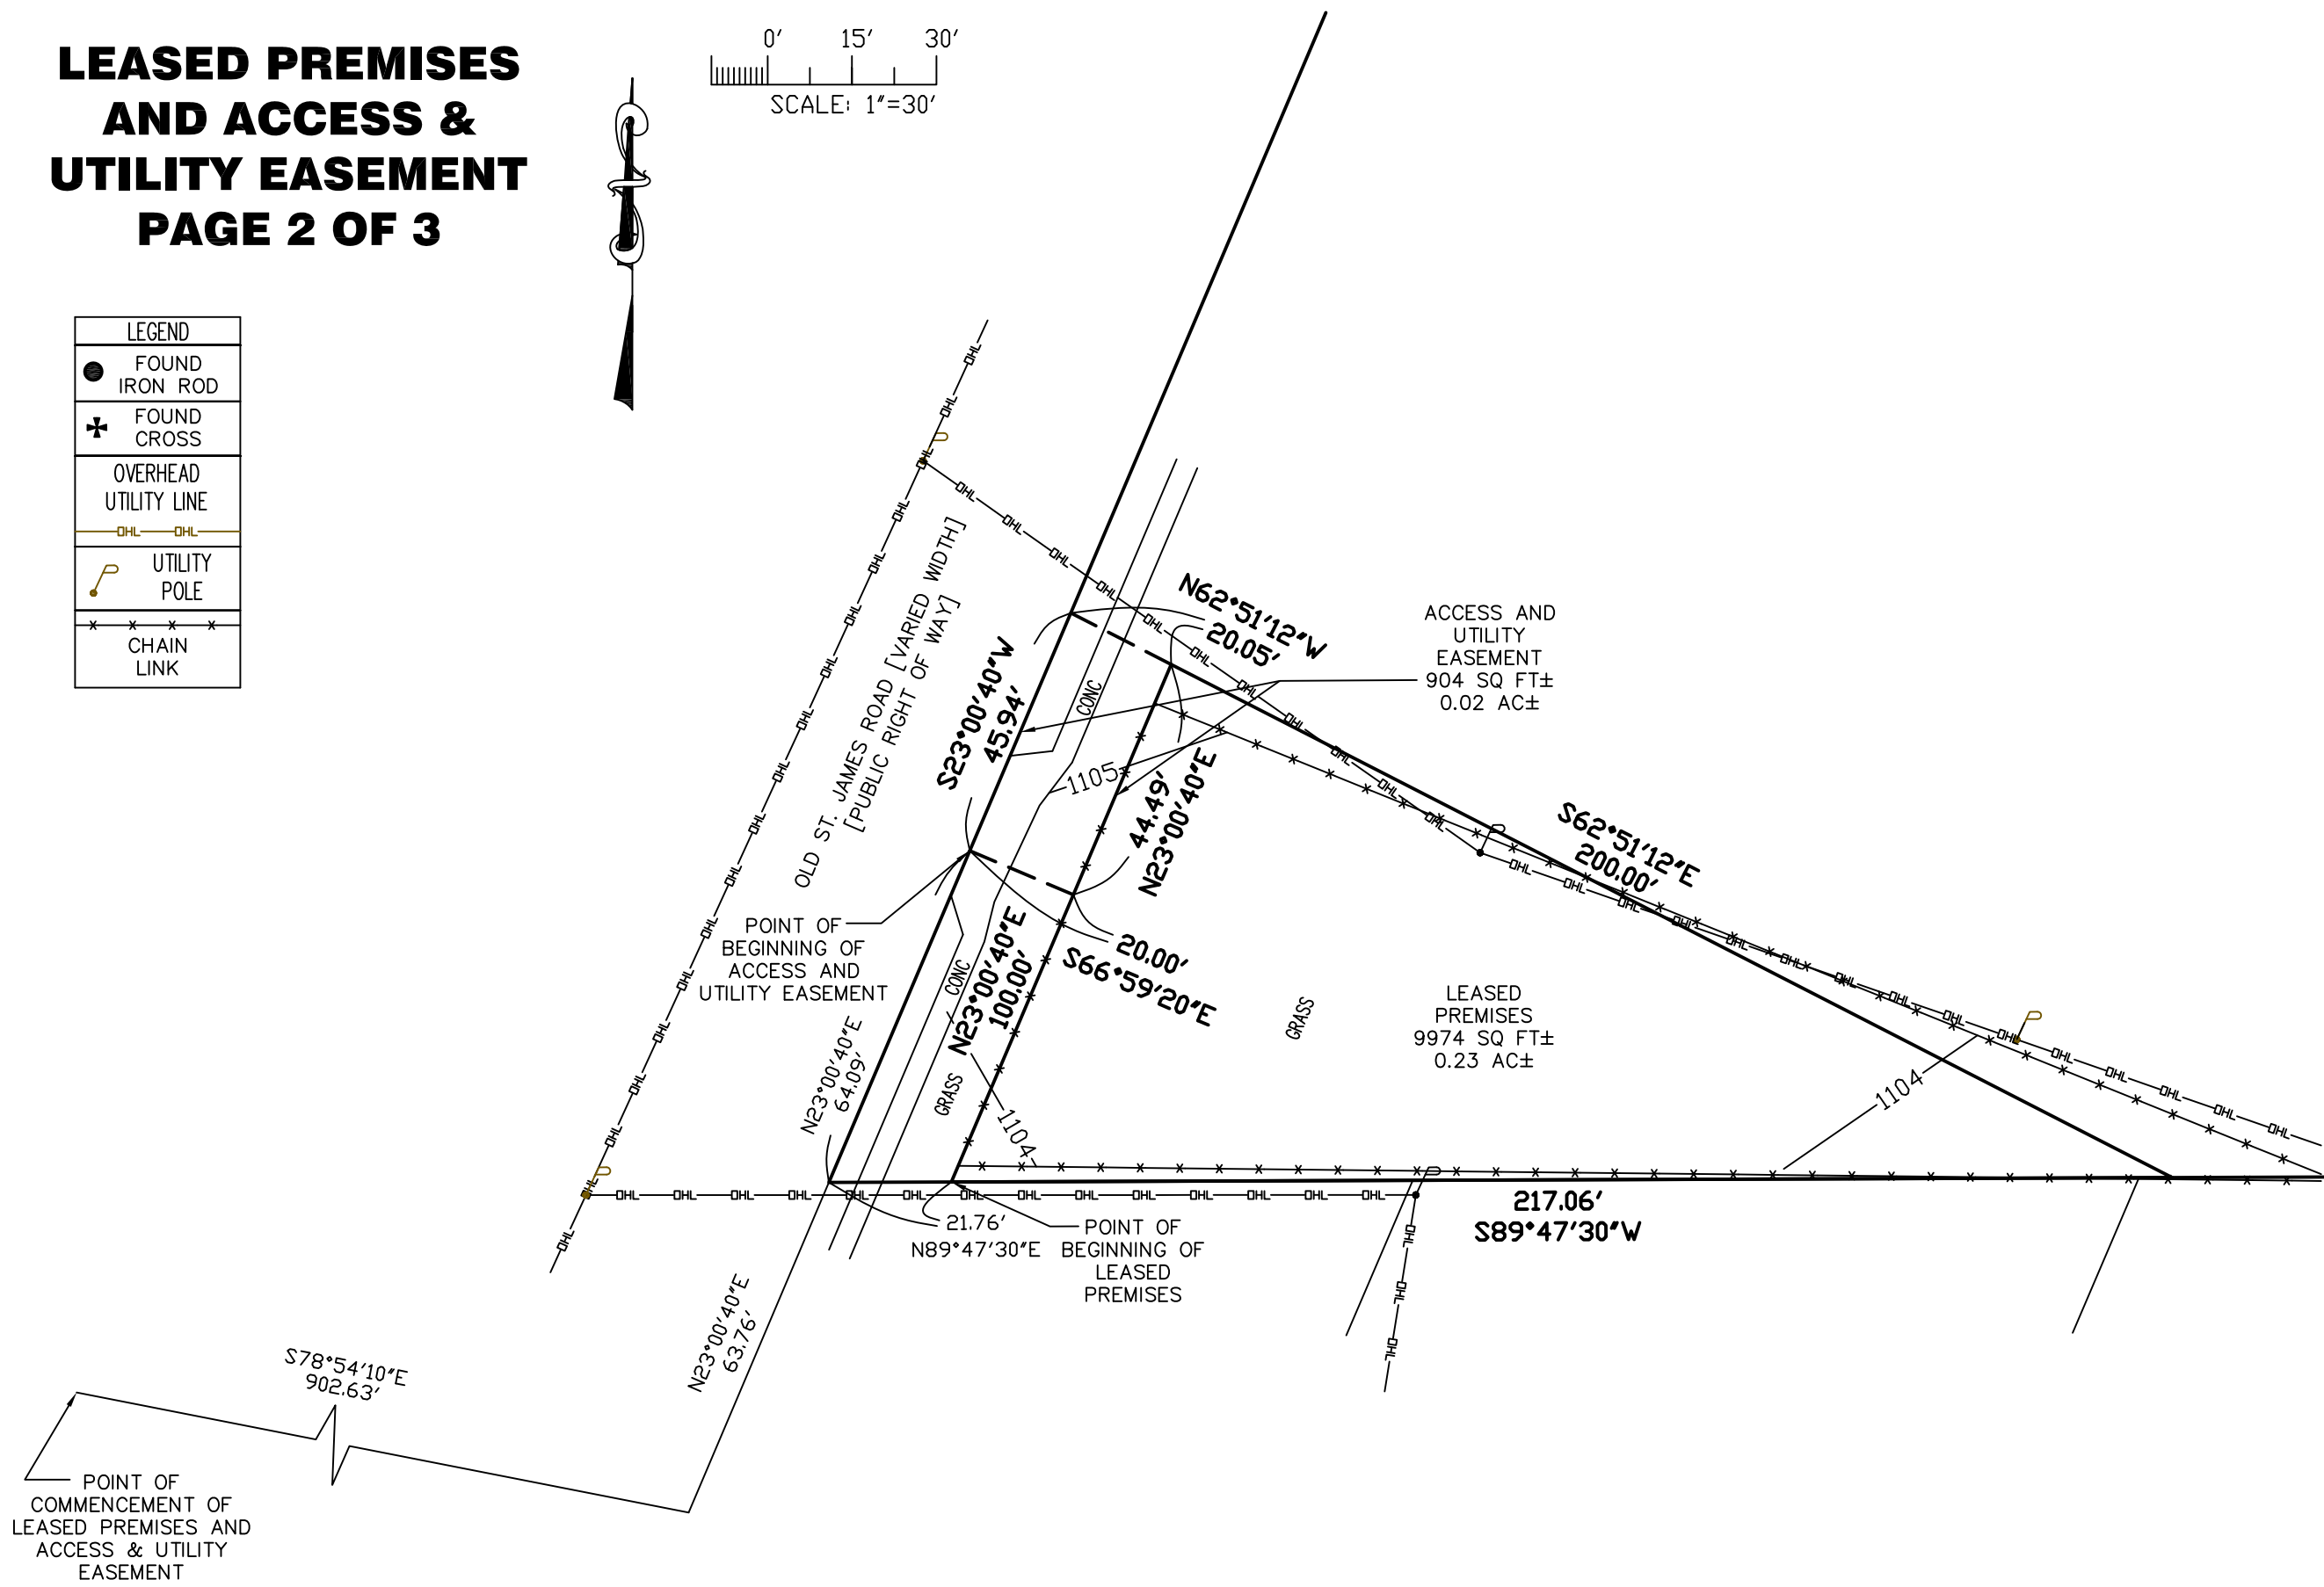 LEASED PREMISES
AND ACCESS &
UTILITY EASEMENT
PAGE 2 OF 3
0' 15' 30'
SCALE: 1"=30'
LEGEND
FOUND
IRON ROD
FOUND
CROSS
OVERHEAD
UTILITY LINE
OHL OHL
UTILITY
POLE
CHAIN
LINK
OLD ST. JAMES ROAD [VARIED WIDTH]
[PUBLIC RIGHT OF WAY]
S23°00'40"W
45.94'
CONC
N62°51'12"W
20.05'
ACCESS AND
UTILITY
EASEMENT
904 SQ FT±
0.02 AC±
1105
44.49'
N23°00'40"E
S62°51'12"E
200.00'
POINT OF
BEGINNING OF
ACCESS AND
UTILITY EASEMENT
CONC
N23°00'40"E
100.00'
20.00'
S66°59'20"E
GRASS
LEASED
PREMISES
9974 SQ FT±
0.23 AC±
N23°00'40"E
64.09'
GRASS
1104
1104
217.06'
S89°47'30"W
21.76'
N89°47'30"E
POINT OF
BEGINNING OF
LEASED
PREMISES
N23°00'40"E
63.76'
S78°54'10"E
902.63'
POINT OF
COMMENCEMENT OF
LEASED PREMISES AND
ACCESS & UTILITY
EASEMENT